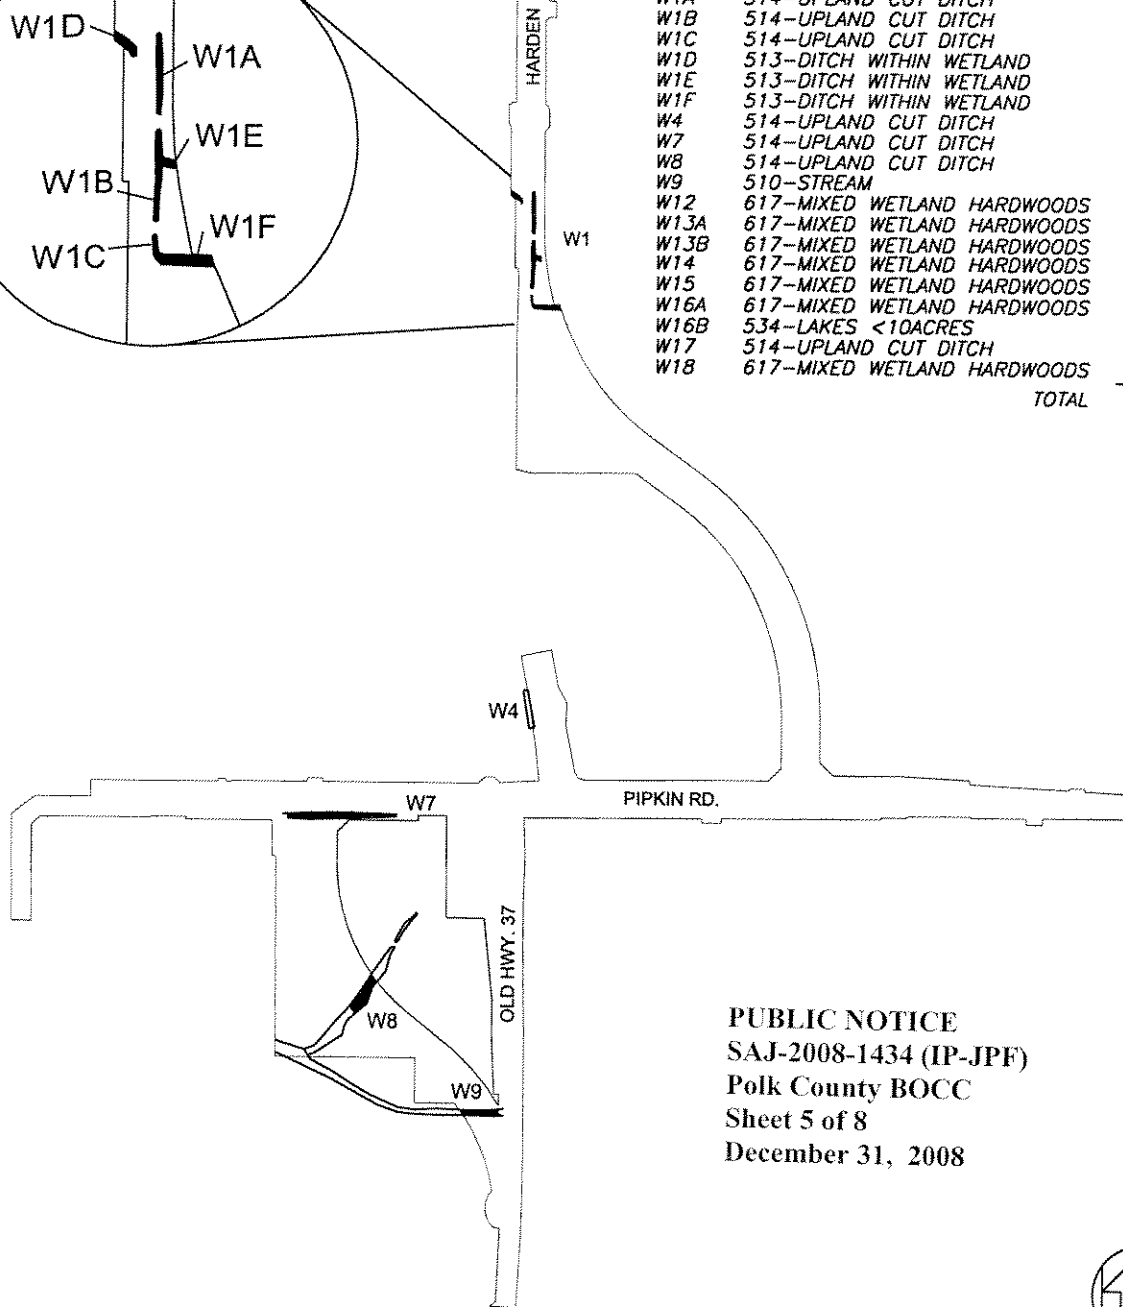 W1A 514-UPLAND CUT DITCH
W1B 514-UPLAND CUT DITCH
W1C 514-UPLAND CUT DITCH
W1D 513-DITCH WITHIN WETLAND
W1E 513-DITCH WITHIN WETLAND
W1F 513-DITCH WITHIN WETLAND
W4 514-UPLAND CUT DITCH
W7 514-UPLAND CUT DITCH
W8 514-UPLAND CUT DITCH
W9 510-STREAM
W12 617-MIXED WETLAND HARDWOODS
W13A 617-MIXED WETLAND HARDWOODS
W13B 617-MIXED WETLAND HARDWOODS
W14 617-MIXED WETLAND HARDWOODS
W15 617-MIXED WETLAND HARDWOODS
W16A 617-MIXED WETLAND HARDWOODS
W16B 534-LAKES <10ACRES
W17 514-UPLAND CUT DITCH
W18 617-MIXED WETLAND HARDWOODS
TOTAL
W1D
W1A
W1E
W1B
W1F
W1C
HARDEN
W1
W4
W7
PIPKIN RD.
OLD HWY. 37
W8
W9
PUBLIC NOTICE
SAJ-2008-1434 (IP-JPF)
Polk County BOCC
Sheet 5 of 8
December 31, 2008